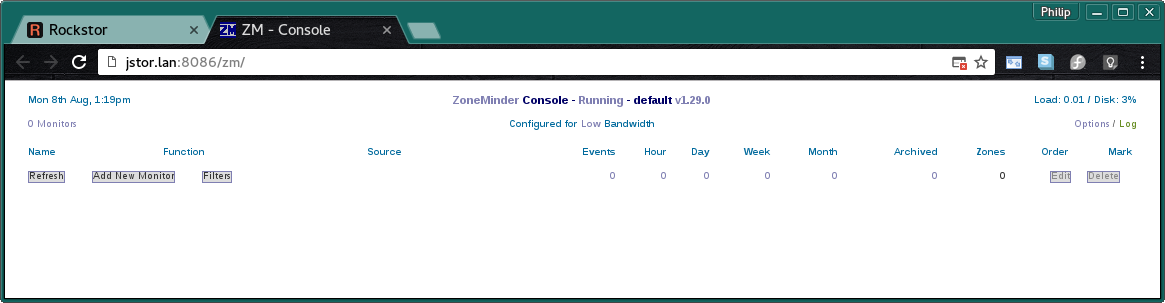 Philip
R Rockstor ZM ZM - Console
jstor.lan:8086/zm/
Mon 8th Aug, 1:19pm ZoneMinder Console - Running - default v1.29.0 Load: 0.01 / Disk: 3%
0 Monitors Configured for Low Bandwidth Options / Log
Name Function Source Events Hour Day Week Month Archived Zones Order Mark
Refresh Add New Monitor Filters 0 0 0 0 0 0 0 Edit Delete